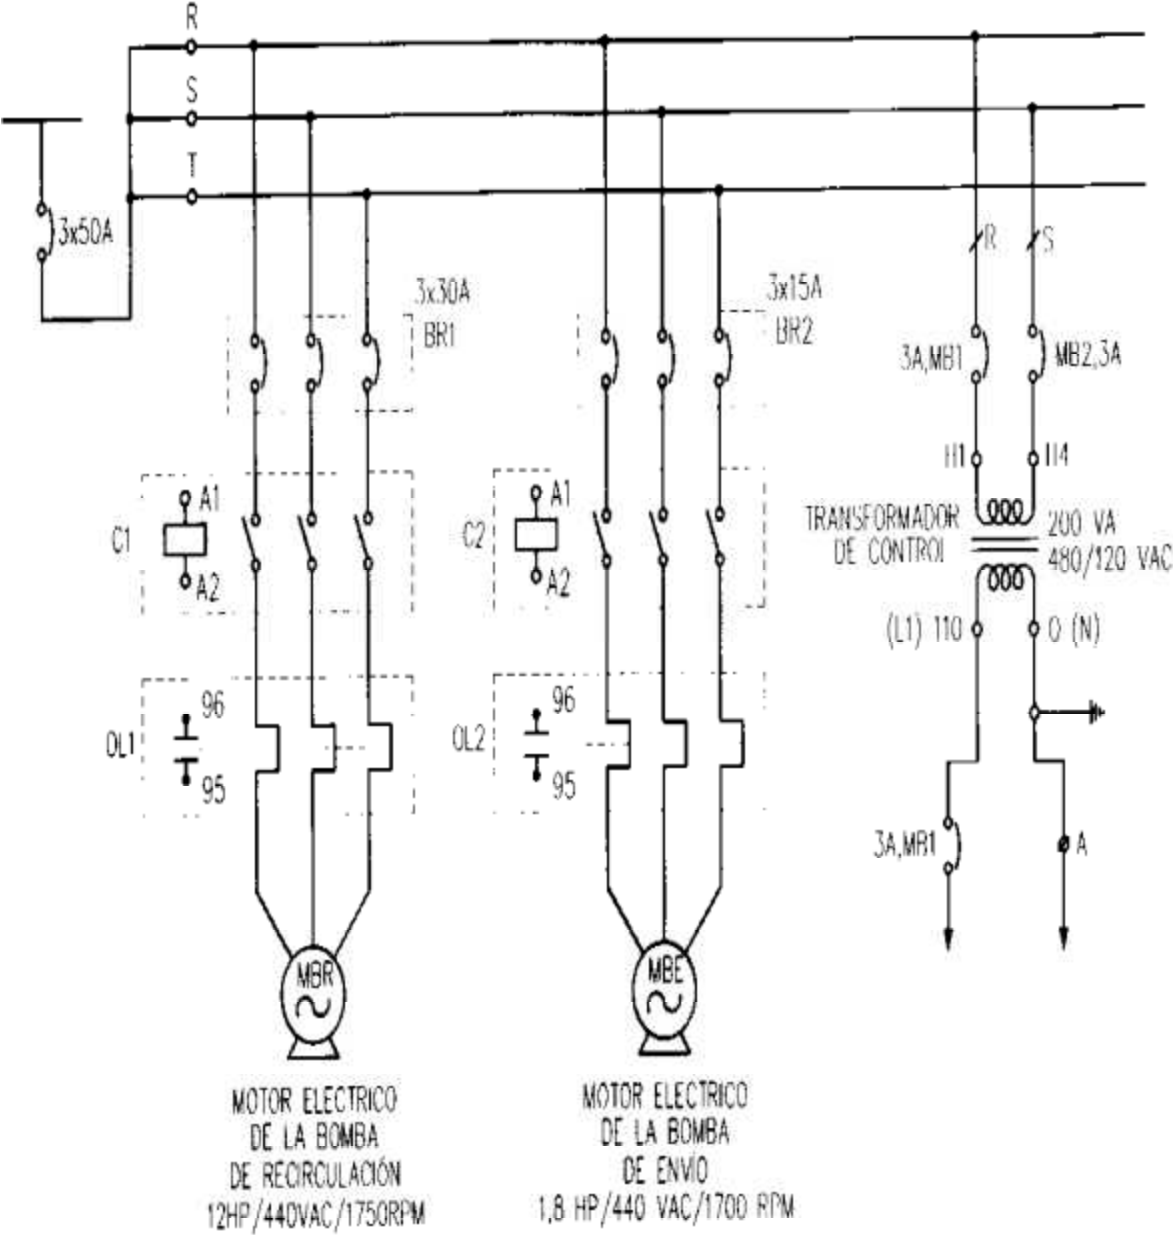 R
S
T
3x50A
3x30A
BR1
3x15A
BR2
R
S
3A,MB1
MB2,3A
H1
H4
C1
A1
A2
C2
A1
A2
TRANSFORMADOR
DE CONTROL
200 VA
480/120 VAC
(L1) 110
0 (N)
OL1
96
95
OL2
96
95
3A,MB1
A
MBR
MBE
MOTOR ELECTRICO
DE LA BOMBA
DE RECIRCULACIÓN
12HP/440VAC/1750RPM
MOTOR ELECTRICO
DE LA BOMBA
DE ENVÍO
1,8 HP/440 VAC/1700 RPM